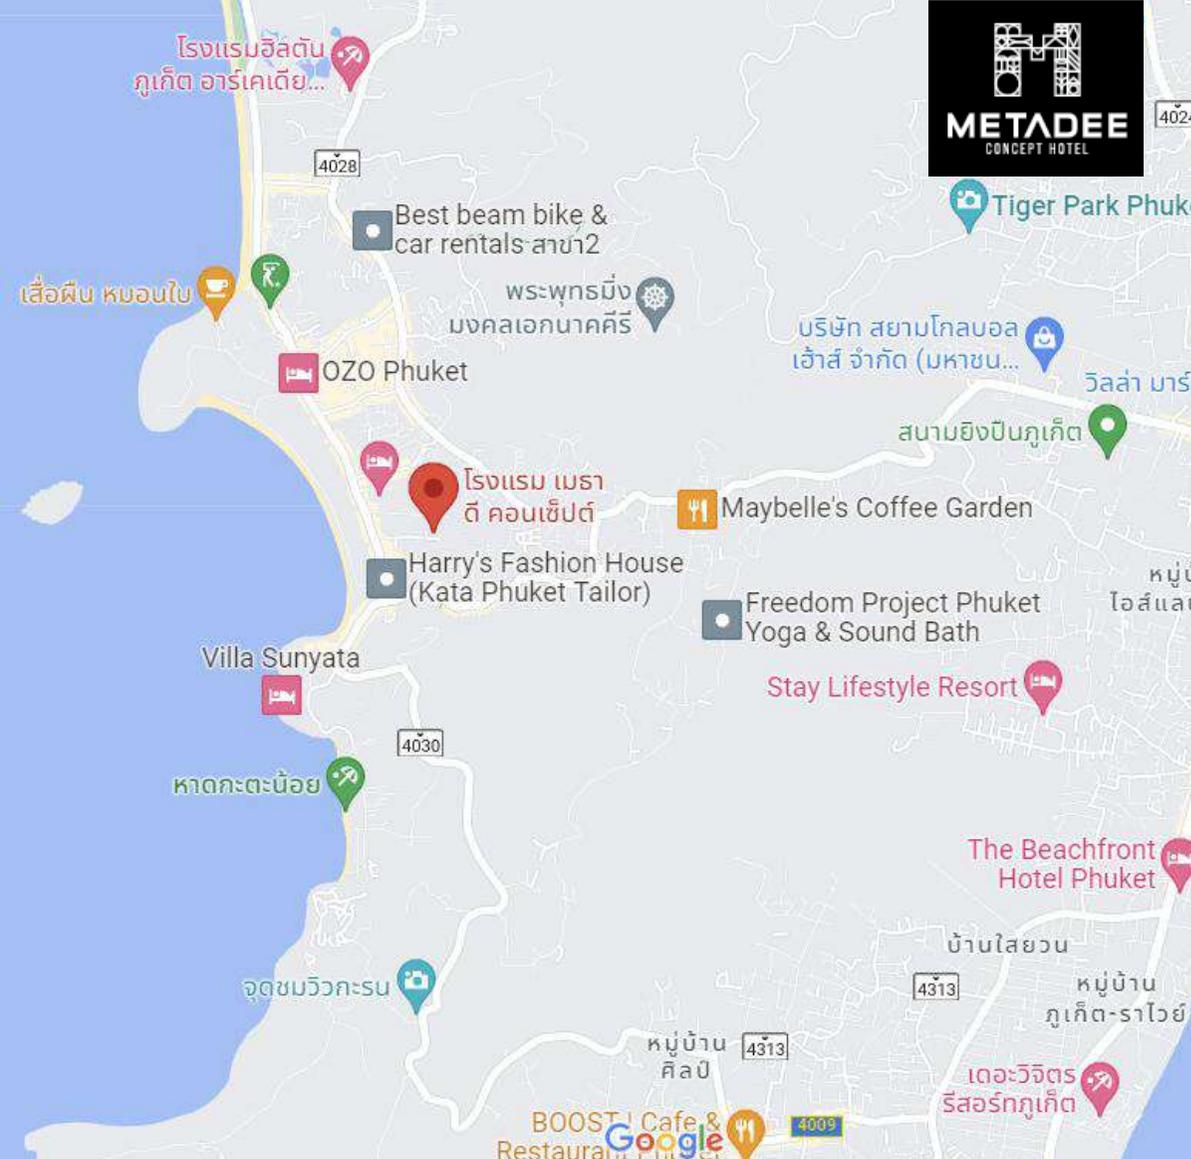 โรงแรมฮิลตัน
ภูเก็ต อาร์เคเดีย...
METADEE
CONCEPT HOTEL
4028
Tiger Park
Best beam bike &
car rentals สาขา2
เสื่อผืน หมอนใบ
พระพุทธมิ่ง
มงคลเอกนาคคีรี
บริษัท สยามโกลบอล
เฮ้าส์ จำกัด (มหาชน...
OZO Phuket
วิลล่า
สนามยิงปืนภูเก็ต
โรงแรม เมธา
ดี คอนเซ็ปต์
Maybelle's Coffee Garden
Harry's Fashion House
(Kata Phuket Tailor)
Freedom Project Phuket
Yoga & Sound Bath
Villa Sunyata
Stay Lifestyle Resort
4030
หาดกะตะน้อย
The Beachfront
Hotel Phuket
บ้านใสยวน
จุดชมวิวกะรน
4313
หมู่บ้าน
ภูเก็ต-ราไวย์
หมู่บ้าน
ศิลป์
4313
เดอะวิจิตร
รีสอร์ทภูเก็ต
BOOST
Cafe &
4009
Google